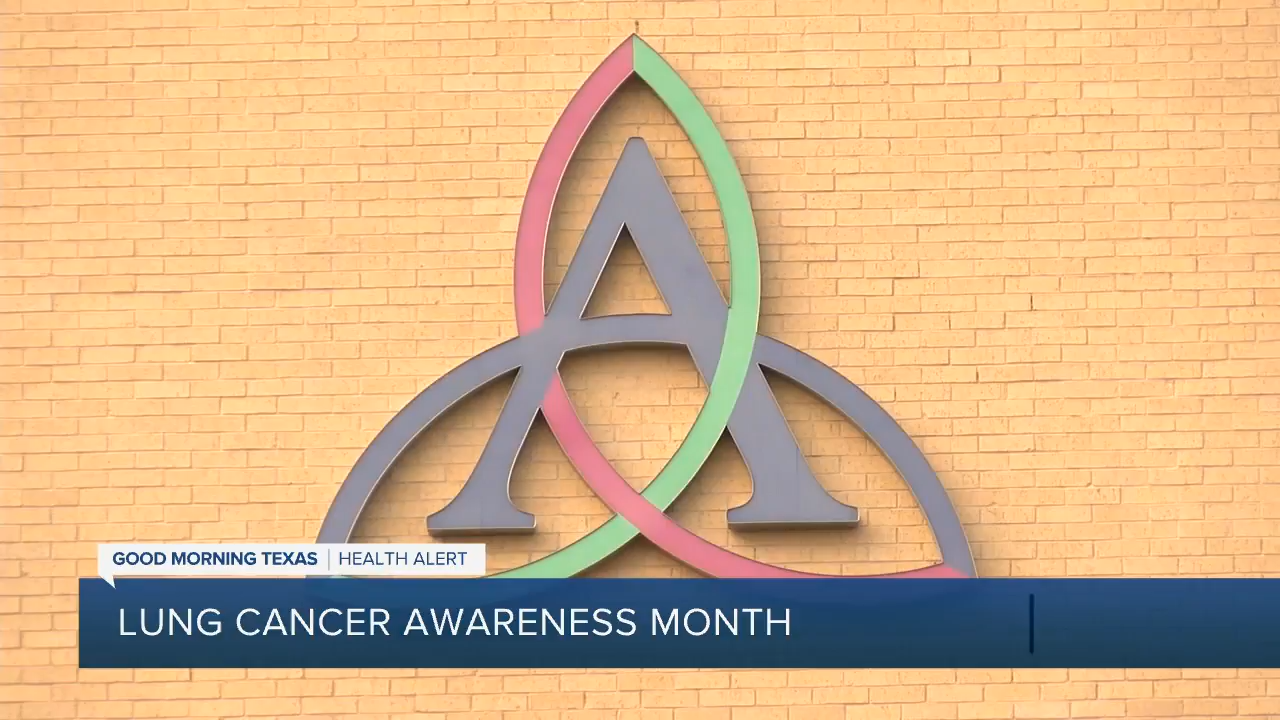 A
GOOD MORNING TEXAS | HEALTH ALERT
LUNG CANCER AWARENESS MONTH